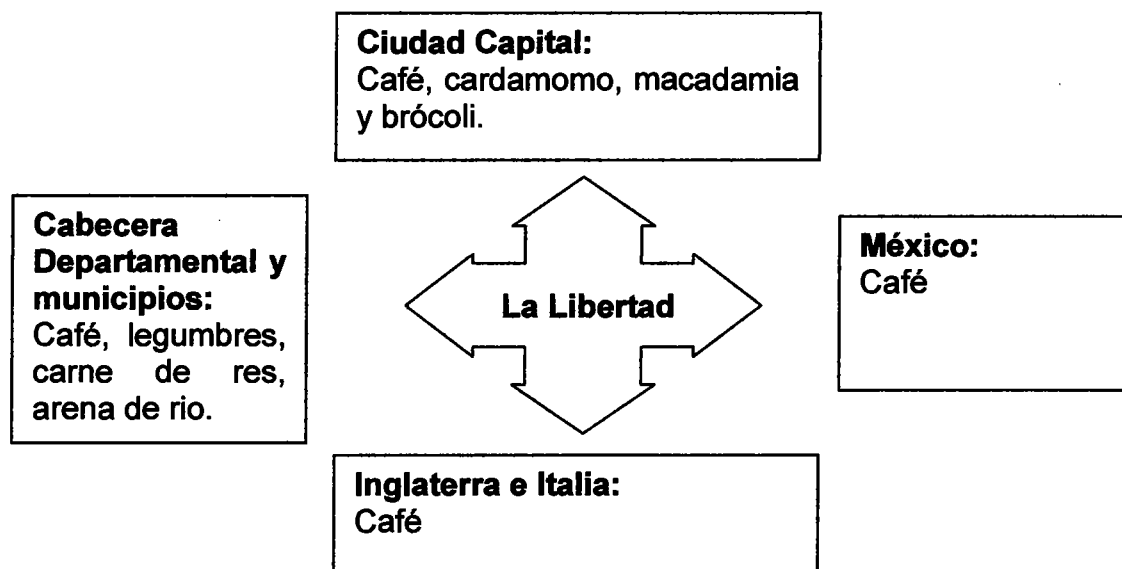 Ciudad Capital:
Café, cardamomo, macadamia
y brócoli.
Cabecera
Departamental y
municipios:
Café, legumbres,
carne de res,
arena de rio.
La Libertad
México:
Café
Inglaterra e Italia:
Café